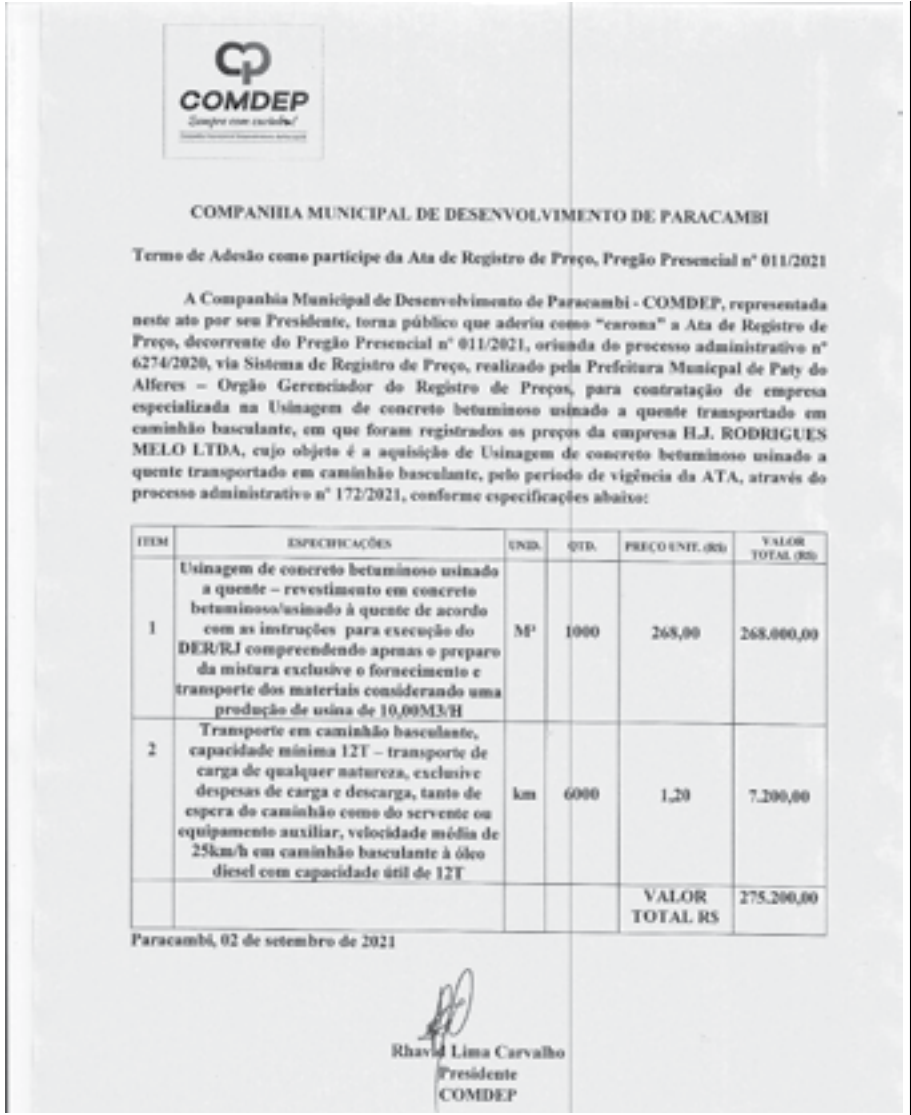 COMDEP
Sempre com carinho!
COMPANHIA MUNICIPAL DE DESENVOLVIMENTO DE PARACAMBI
Termo de Adesão como partícipe da Ata de Registro de Preço, Pregão Presencial nº 011/2021
A Companhia Municipal de Desenvolvimento de Paracambi - COMDEP, representada
neste ato por seu Presidente, torna público que aderiu como "carona" a Ata de Registro de
Preço, decorrente do Pregão Presencial nº 011/2021, oriunda do processo administrativo nº
6274/2020, via Sistema de Registro de Preço, realizado pela Prefeitura Municpal de Paty do
Alferes – Orgão Gerenciador do Registro de Preços, para contratação de empresa
especializada na Usinagem de concreto betuminoso usinado a quente transportado em
caminhão basculante, em que foram registrados os preços da empresa H.J. RODRIGUES
MELO LTDA, cujo objeto é a aquisição de Usinagem de concreto betuminoso usinado a
quente transportado em caminhão basculante, pelo período de vigência da ATA, através do
processo administrativo nº 172/2021, conforme especificações abaixo:
ITEM ESPECIFICAÇÕES UNID. QTD. PREÇO UNIT. (R$) VALOR TOTAL (R$)
Usinagem de concreto betuminoso usinado
a quente – revestimento em concreto
betuminoso/usinado à quente de acordo
1 com as instruções para execução do M³ 1000 268,00 268.000,00
DER/RJ compreendendo apenas o preparo
da mistura exclusive o fornecimento e
transporte dos materiais considerando uma
produção de usina de 10,00M3/H
Transporte em caminhão basculante,
2 capacidade mínima 12T – transporte de
carga de qualquer natureza, exclusive
despesas de carga e descarga, tanto de
espera do caminhão como do servente ou km 6000 1,20 7.200,00
equipamento auxiliar, velocidade média de
25km/h em caminhão basculante à óleo
diesel com capacidade útil de 12T
VALOR 275.200,00
TOTAL R$
Paracambi, 02 de setembro de 2021
Rhavid Lima Carvalho
Presidente
COMDEP